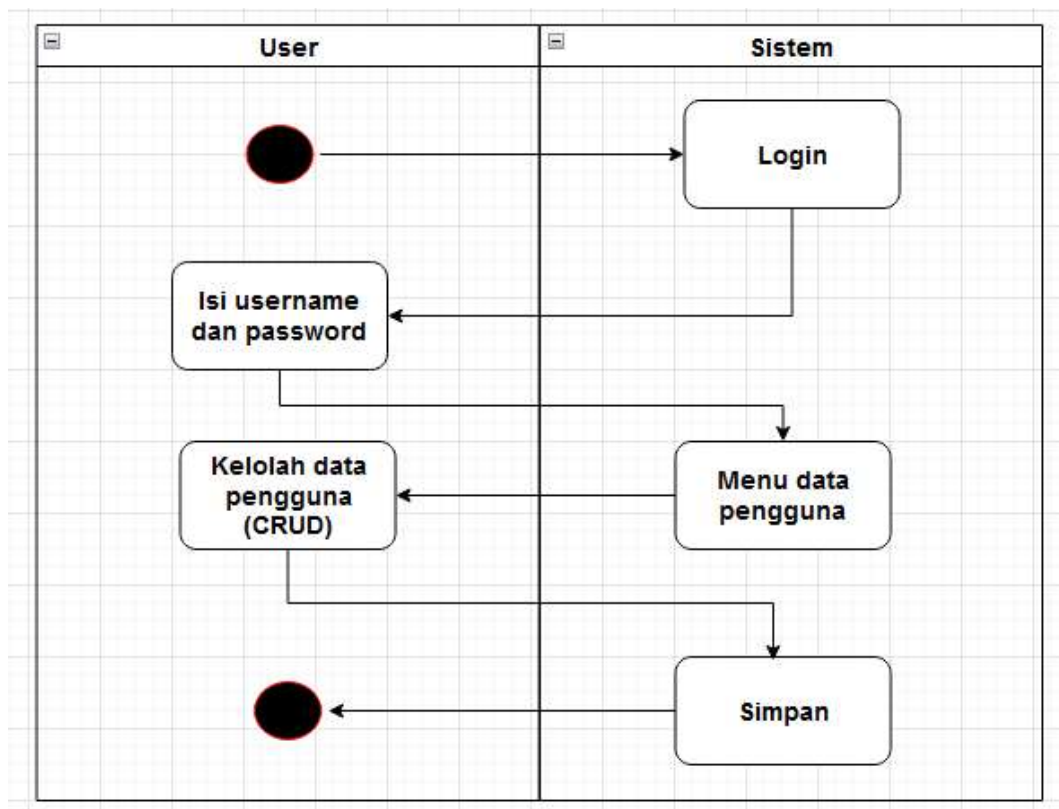 User
Sistem
Login
Isi username
dan password
Kelolah data
pengguna
(CRUD)
Menu data
pengguna
Simpan